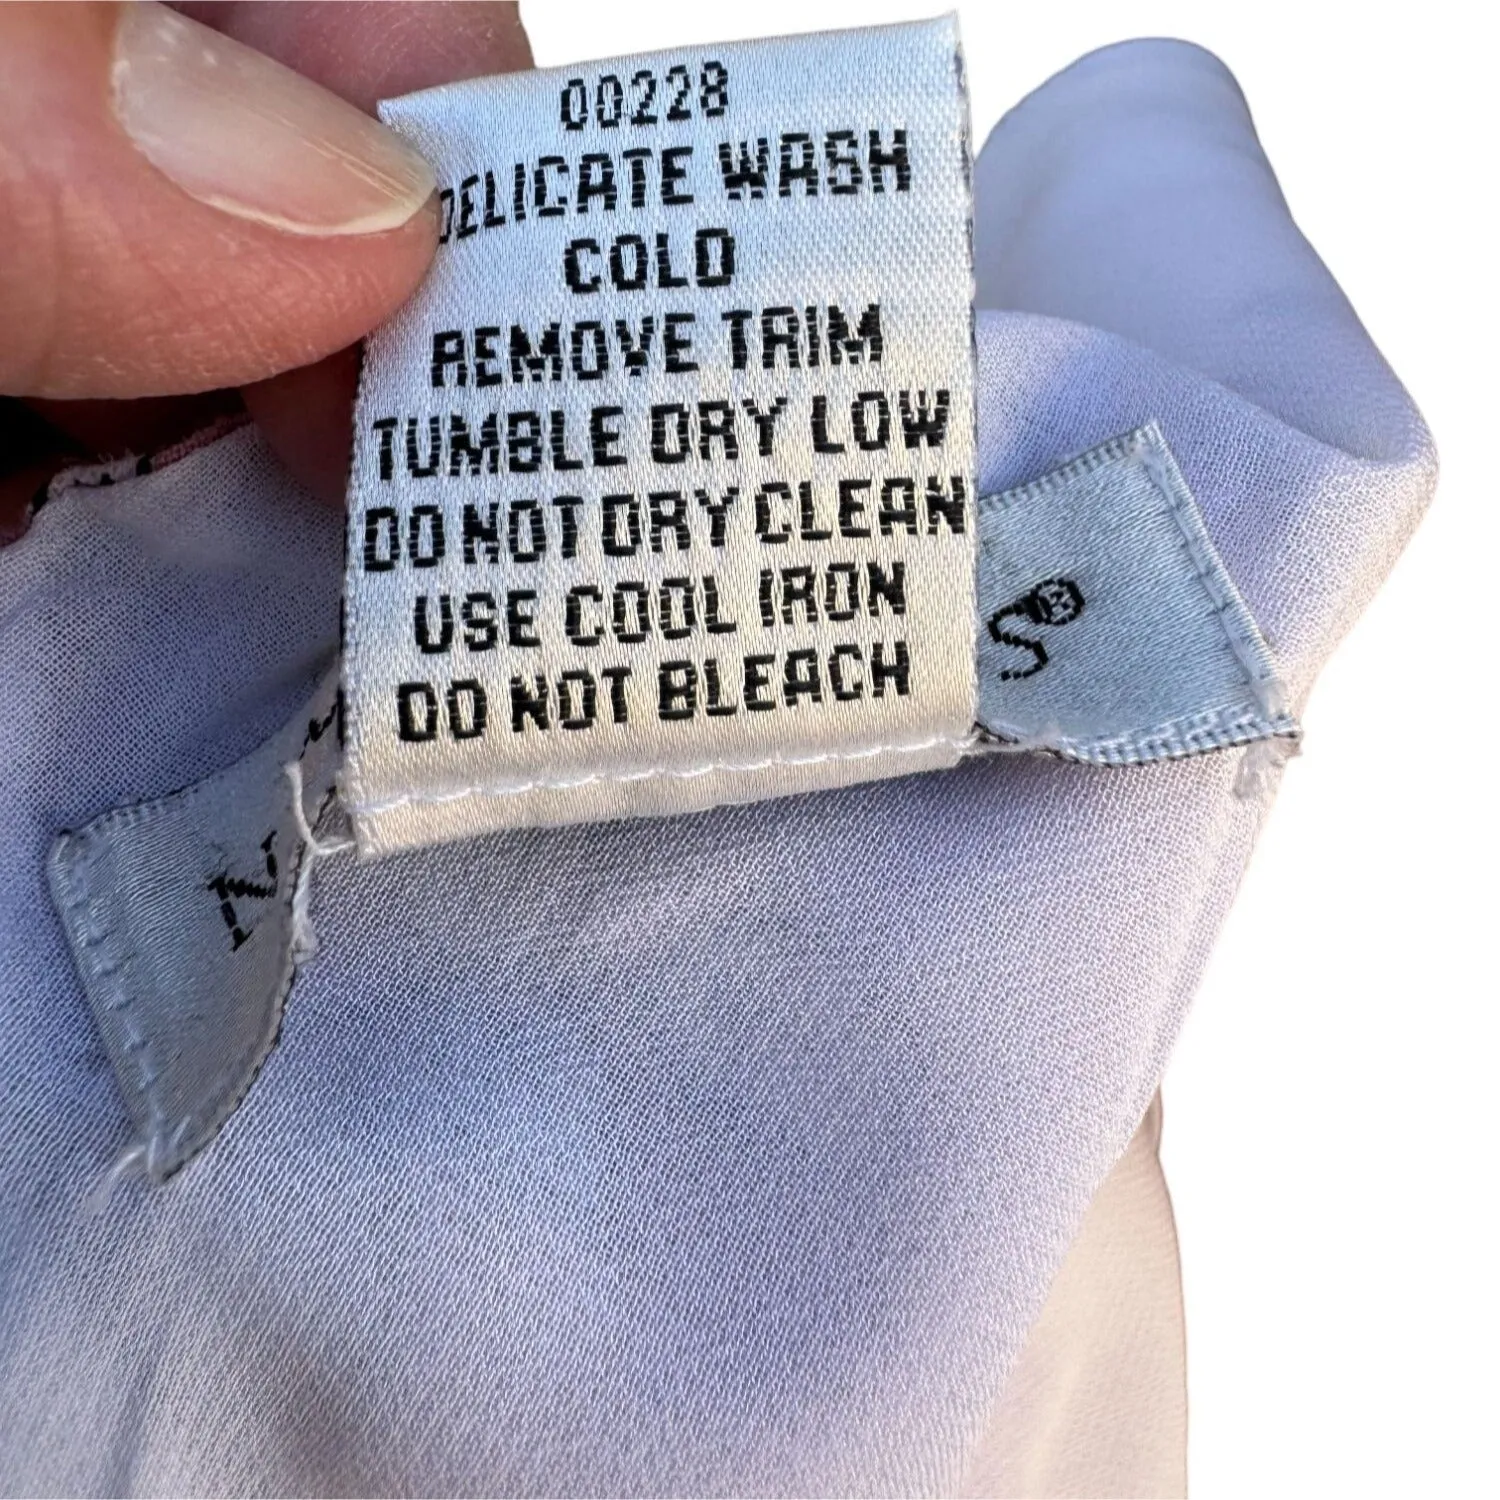 00228
DELICATE WASH
COLD
REMOVE TRIM
TUMBLE DRY LOW
DO NOT DRY CLEAN
USE COOL IRON
DO NOT BLEACH
N
S®